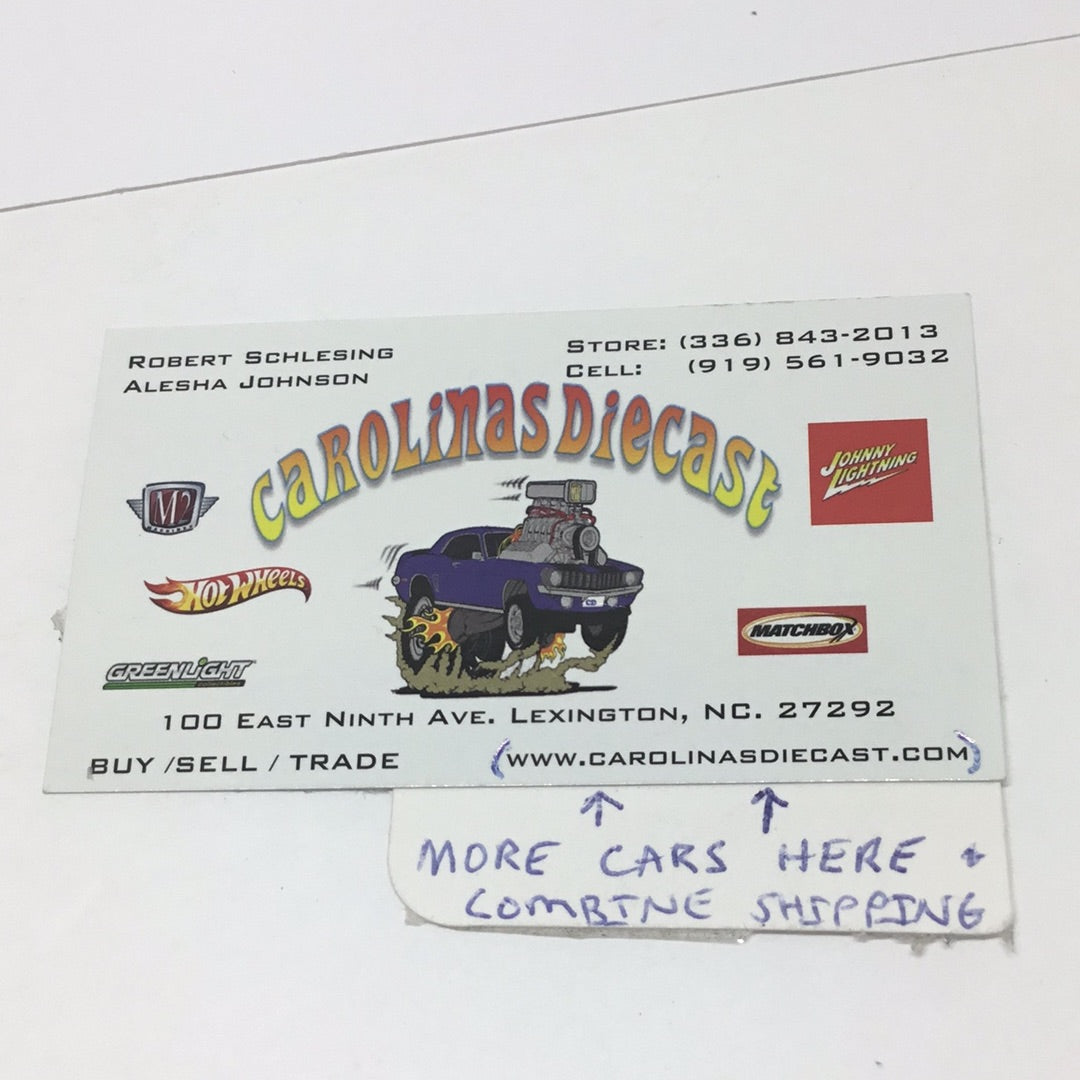 ROBERT SCHLESING
ALESHA JOHNSON
STORE: (336) 843-2013
CELL: (919) 561-9032
CAROLINAS DIECAST
M2
JOHNNY LIGHTNING
HOT WHEELS
MATCHBOX
GREENLIGHT
100 EAST NINTH AVE. LEXINGTON, NC. 27292
BUY /SELL / TRADE
(WWW.CAROLINASDIECAST.COM)
MORE CARS HERE +
COMBINE SHIPPING